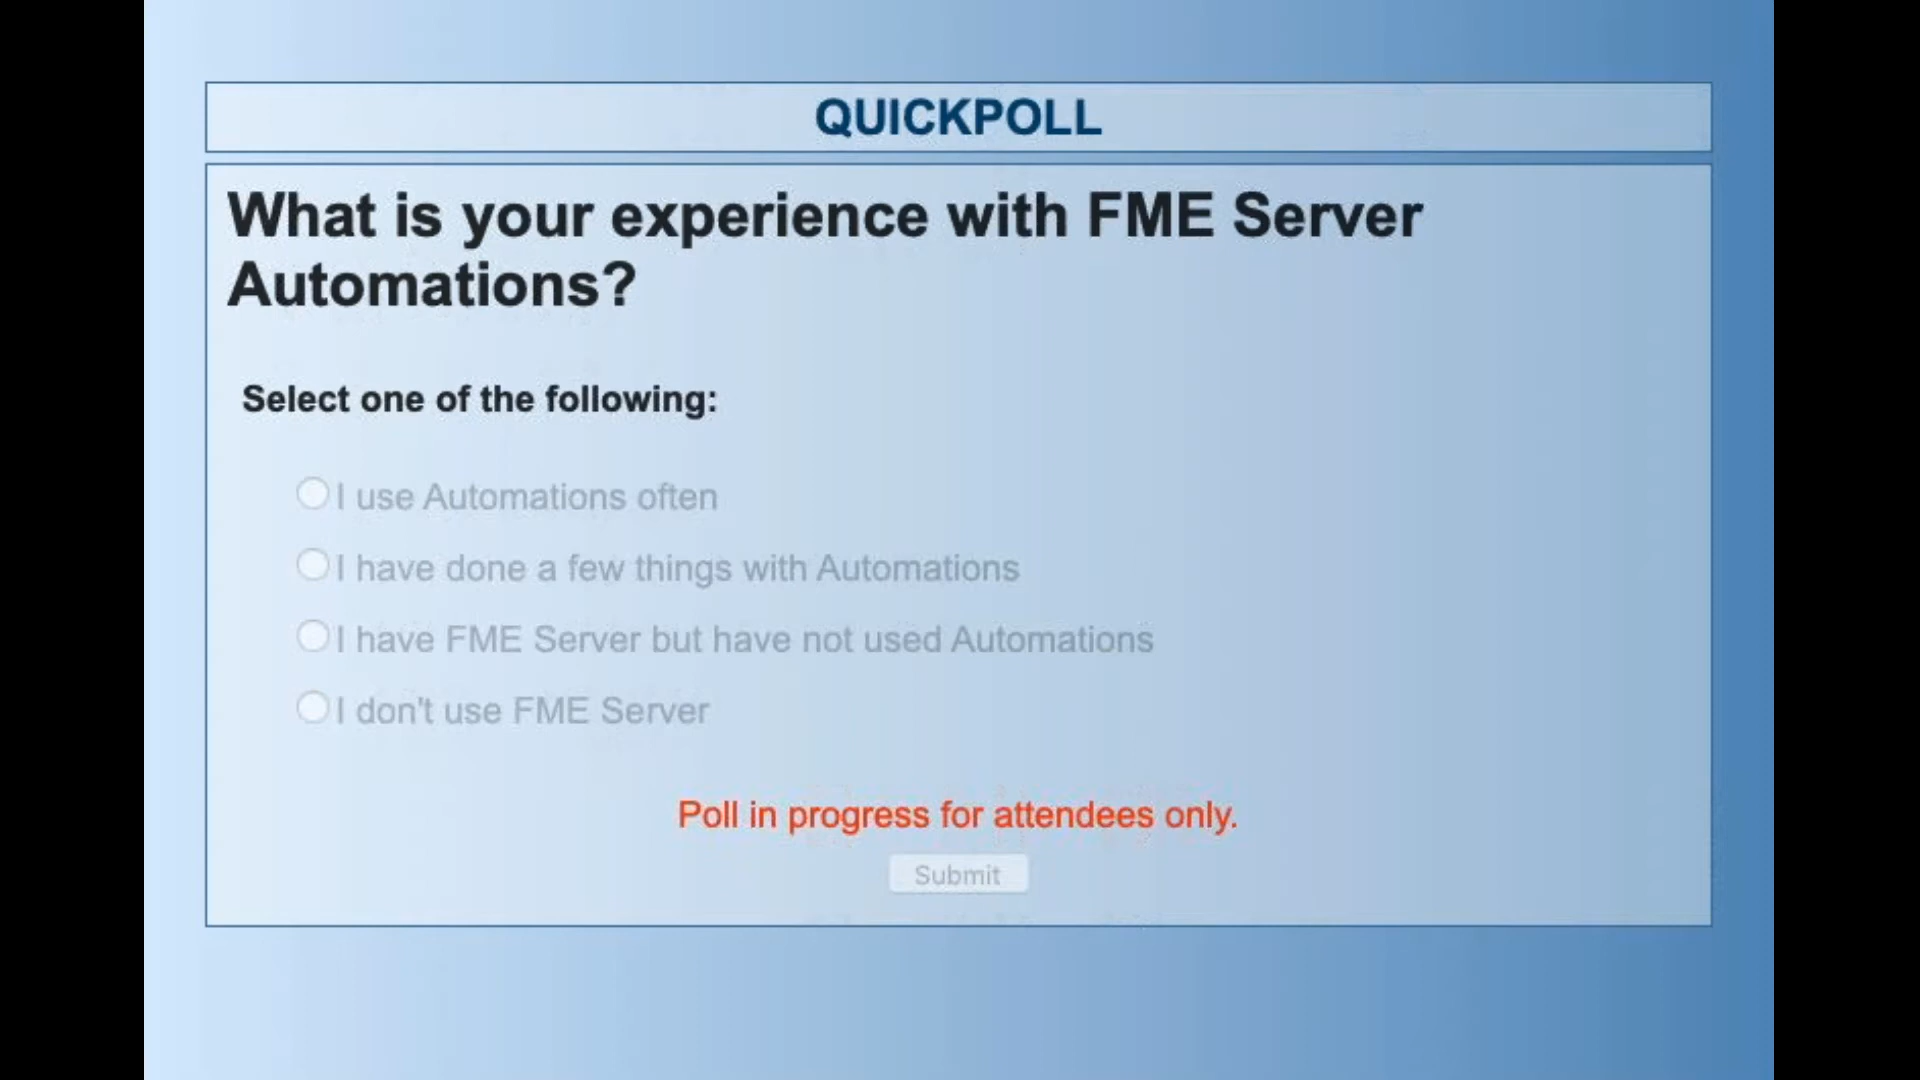 QUICKPOLL
What is your experience with FME Server
Automations?
Select one of the following:
I use Automations often
I have done a few things with Automations
I have FME Server but have not used Automations
I don't use FME Server
Poll in progress for attendees only.
Submit